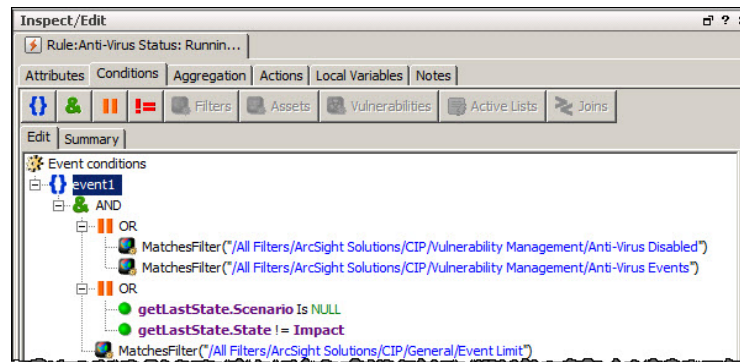 Inspect/Edit
Rule:Anti-Virus Status: Runnin...
Attributes Conditions Aggregation Actions Local Variables Notes
{} & != Filters Assets Vulnerabilities Active Lists Joins
Edit Summary
Event conditions
{} event1
& AND
OR
MatchesFilter("/All Filters/ArcSight Solutions/CIP/Vulnerability Management/Anti-Virus Disabled")
MatchesFilter("/All Filters/ArcSight Solutions/CIP/Vulnerability Management/Anti-Virus Events")
OR
getLastState.Scenario Is NULL
getLastState.State != Impact
MatchesFilter("/All Filters/ArcSight Solutions/CIP/General/Event Limit")